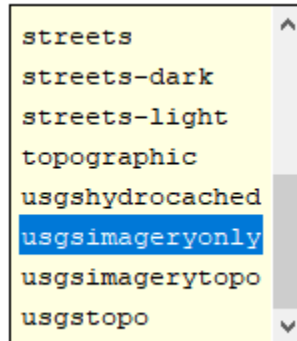 streets
streets-dark
streets-light
topographic
usgshydrocached
usgsimageryonly
usgsimagerytopo
usgstopo